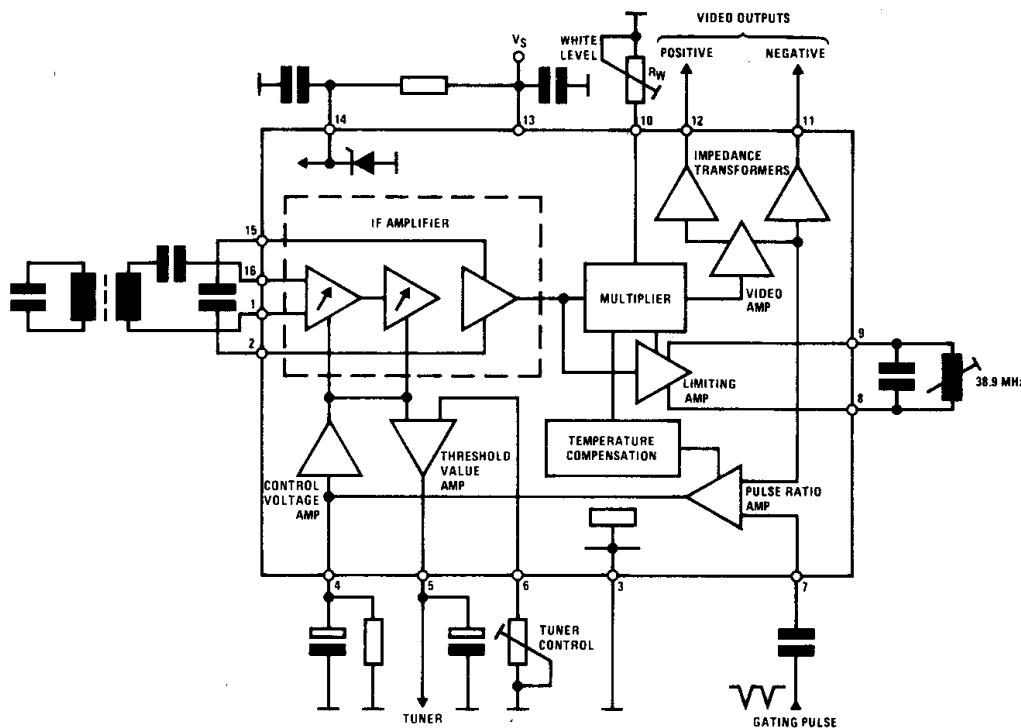 VIDEO OUTPUTS
POSITIVE
NEGATIVE
WHITE
LEVEL
VS
RW
14
13
10
12
11
IMPEDANCE
TRANSFORMERS
IF AMPLIFIER
15
16
1
2
MULTIPLIER
VIDEO
AMP
9
8
38.9 MHz
LIMITING
AMP
TEMPERATURE
COMPENSATION
THRESHOLD
VALUE
AMP
CONTROL
VOLTAGE
AMP
PULSE RATIO
AMP
4
5
6
3
7
TUNER
CONTROL
TUNER
GATING PULSE